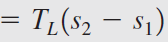 = T_L(s_2 − s_1)